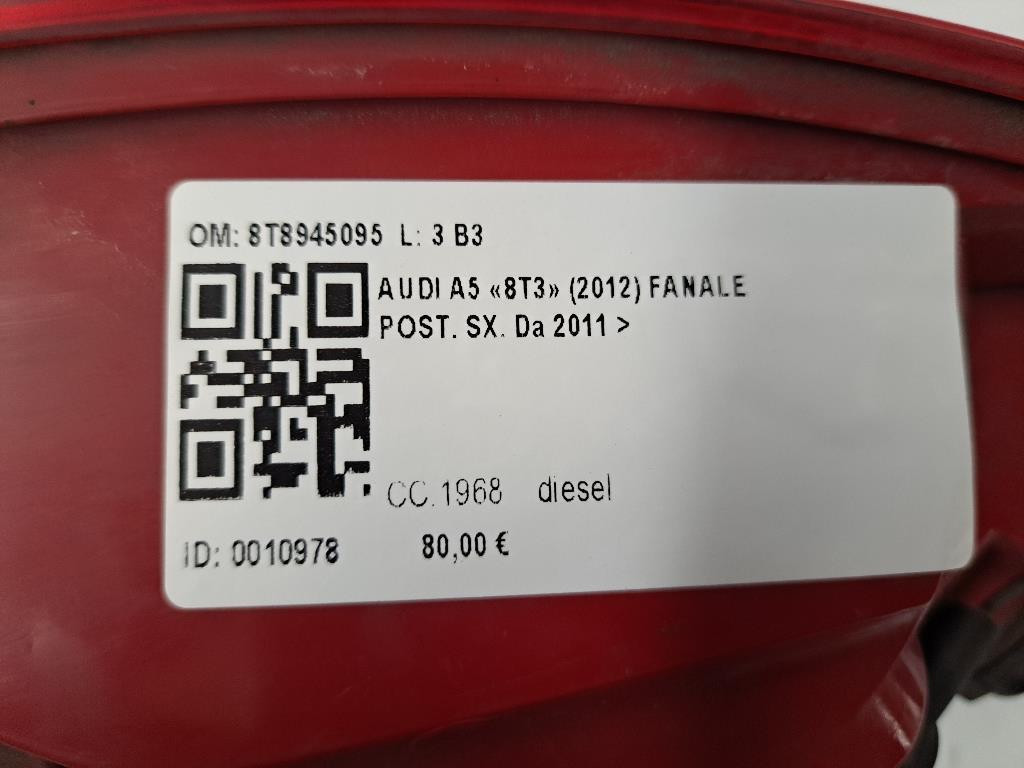 OM: 8T8945095 L: 3 B3
AUDI A5 «8T3» (2012) FANALE
POST. SX. Da 2011 >
CC.1968 diesel
ID: 0010978 80,00 €